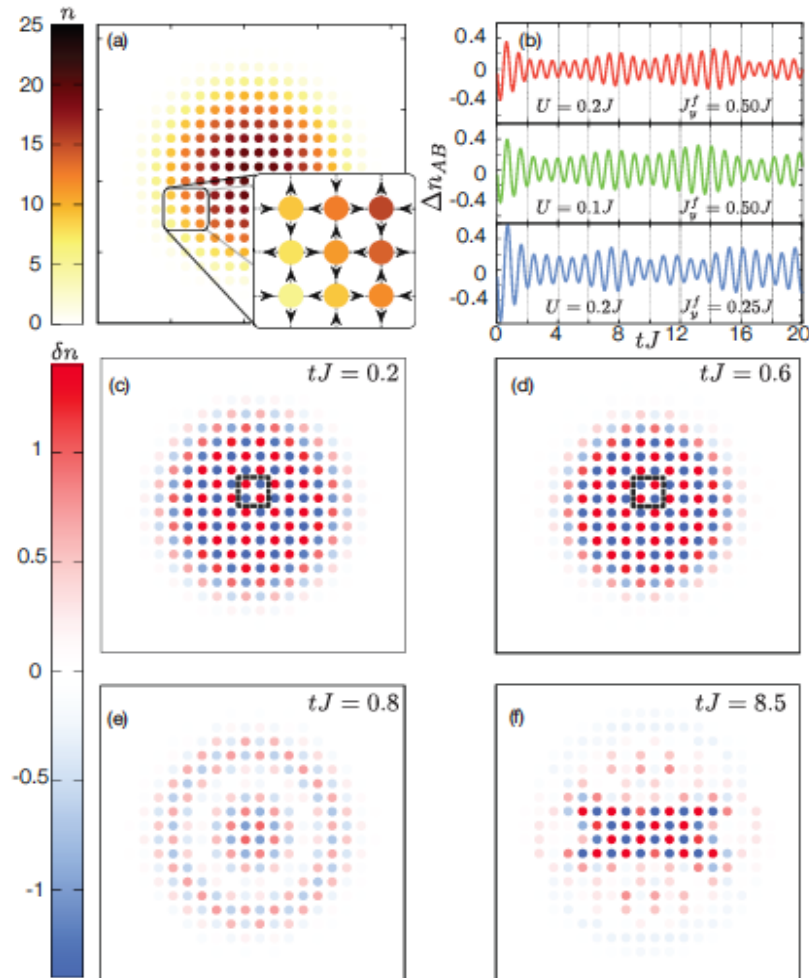 n
25
20
15
10
5
0
(a)
(b)
0.4
0
-0.4
U = 0.2J
J_y^f = 0.50J
0.4
0
-0.4
U = 0.1J
J_y^f = 0.50J
0.4
0
-0.4
U = 0.2J
J_y^f = 0.25J
Δn_AB
0
4
8
12
16
20
tJ
δn
1
0.5
0
-0.5
-1
(c)
tJ = 0.2
(d)
tJ = 0.6
(e)
tJ = 0.8
(f)
tJ = 8.5